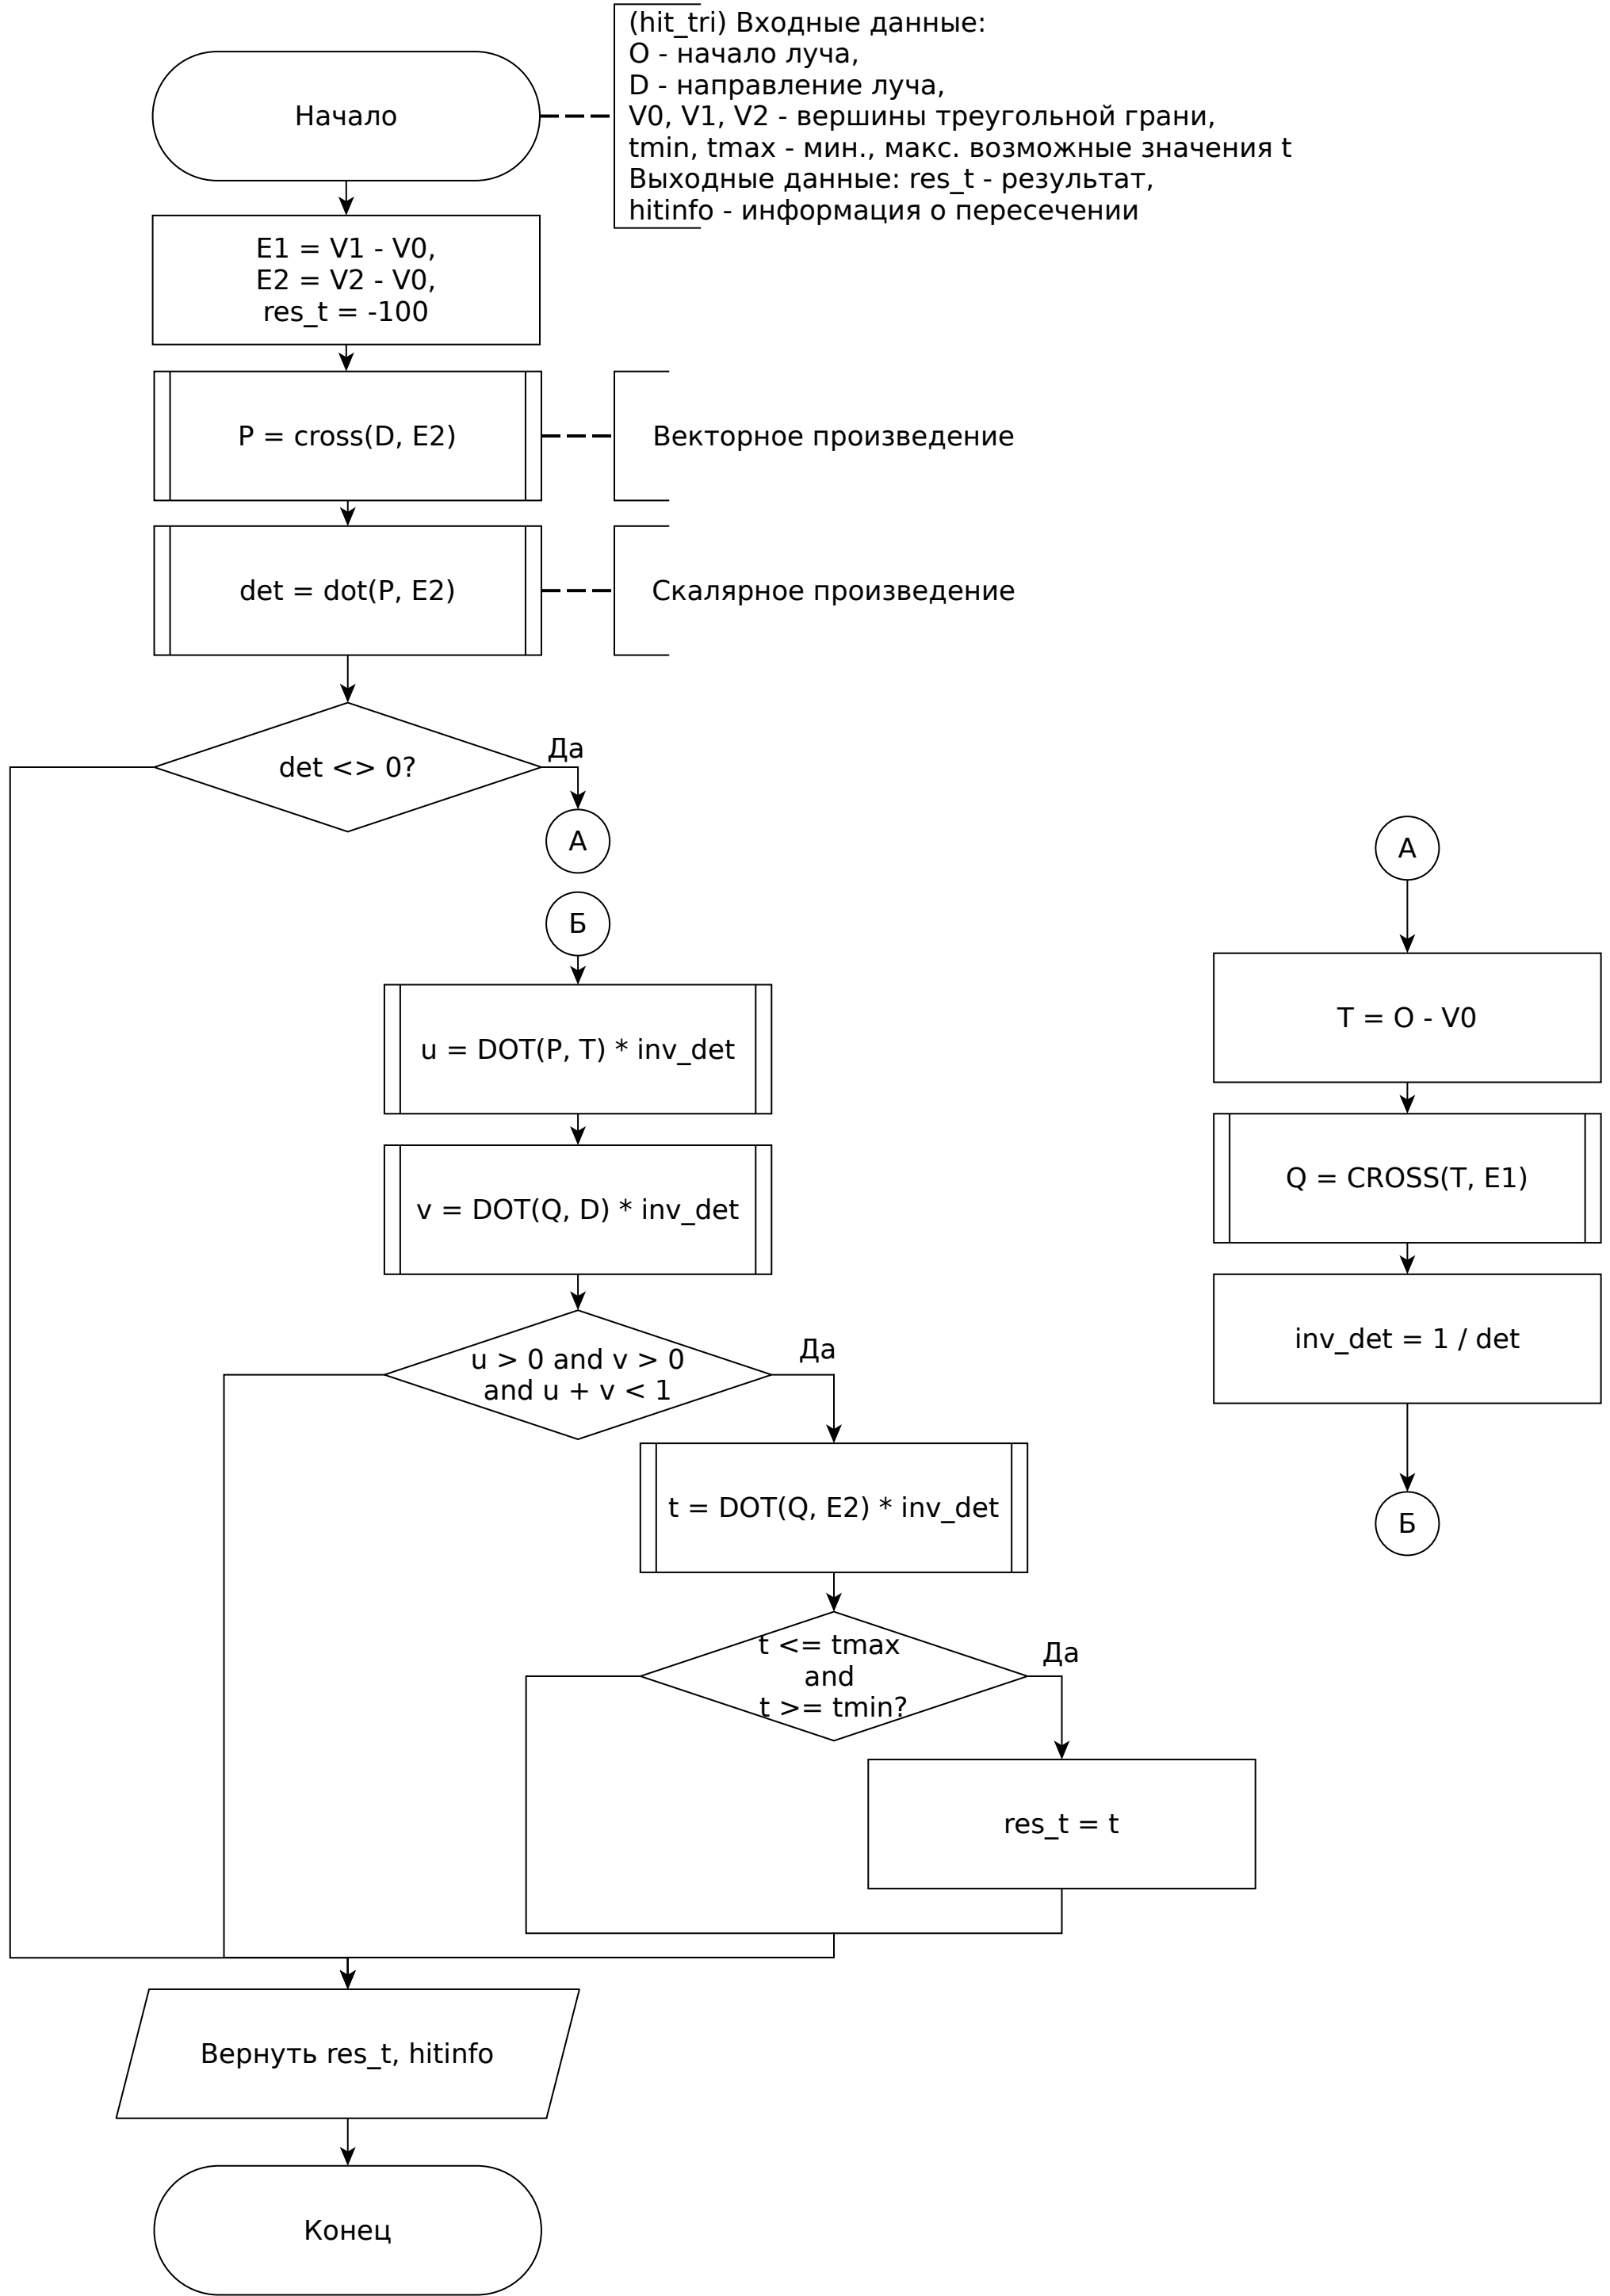 Начало
(hit_tri) Входные данные:
O - начало луча,
D - направление луча,
V0, V1, V2 - вершины треугольной грани,
tmin, tmax - мин., макс. возможные значения t
Выходные данные: res_t - результат,
hitinfo - информация о пересечении
E1 = V1 - V0,
E2 = V2 - V0,
res_t = -100
P = cross(D, E2)
Векторное произведение
det = dot(P, E2)
Скалярное произведение
det <> 0?
Да
А
Б
u = DOT(P, T) * inv_det
v = DOT(Q, D) * inv_det
u > 0 and v > 0
and u + v < 1
Да
t = DOT(Q, E2) * inv_det
t <= tmax
and
t >= tmin?
Да
res_t = t
А
T = O - V0
Q = CROSS(T, E1)
inv_det = 1 / det
Б
Вернуть res_t, hitinfo
Конец